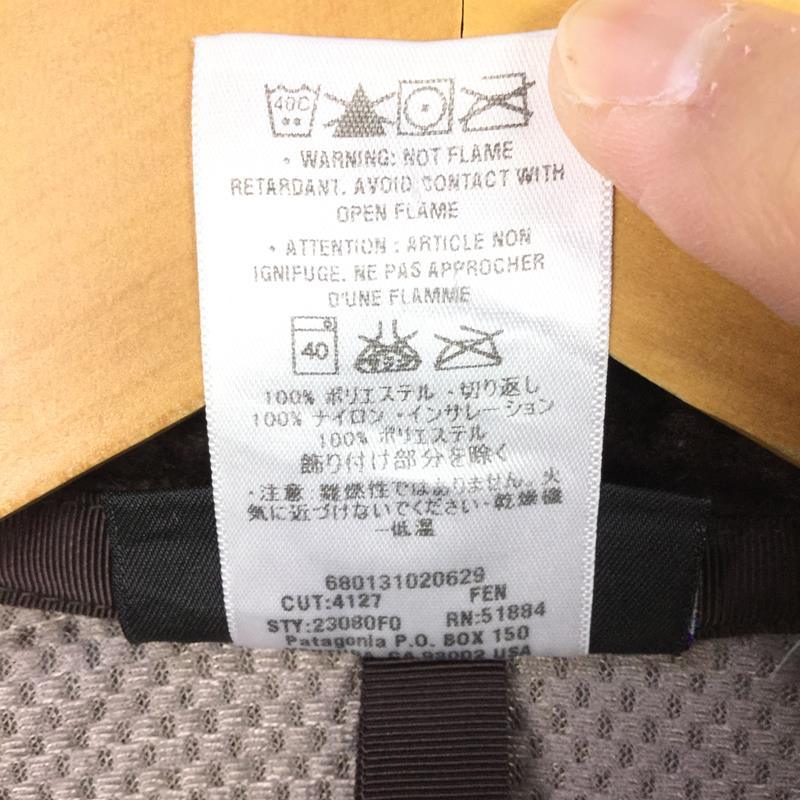 40C
• WARNING: NOT FLAME
RETARDANT. AVOID CONTACT WITH
OPEN FLAME
• ATTENTION : ARTICLE NON
IGNIFUGE. NE PAS APPROCHER
D'UNE FLAMME
40
100% ポリエステル ・切り返し
100% ナイロン ・インサレーション
100% ポリエステル
飾り付け部分を除く
・注意 難燃性ではありません。火
気に近づけないでください・乾燥機
ー低温
680131020629
CUT:4127 FEN
STY:23080F0 RN:51884
Patagonia P.O. BOX 150
CA 93002 USA